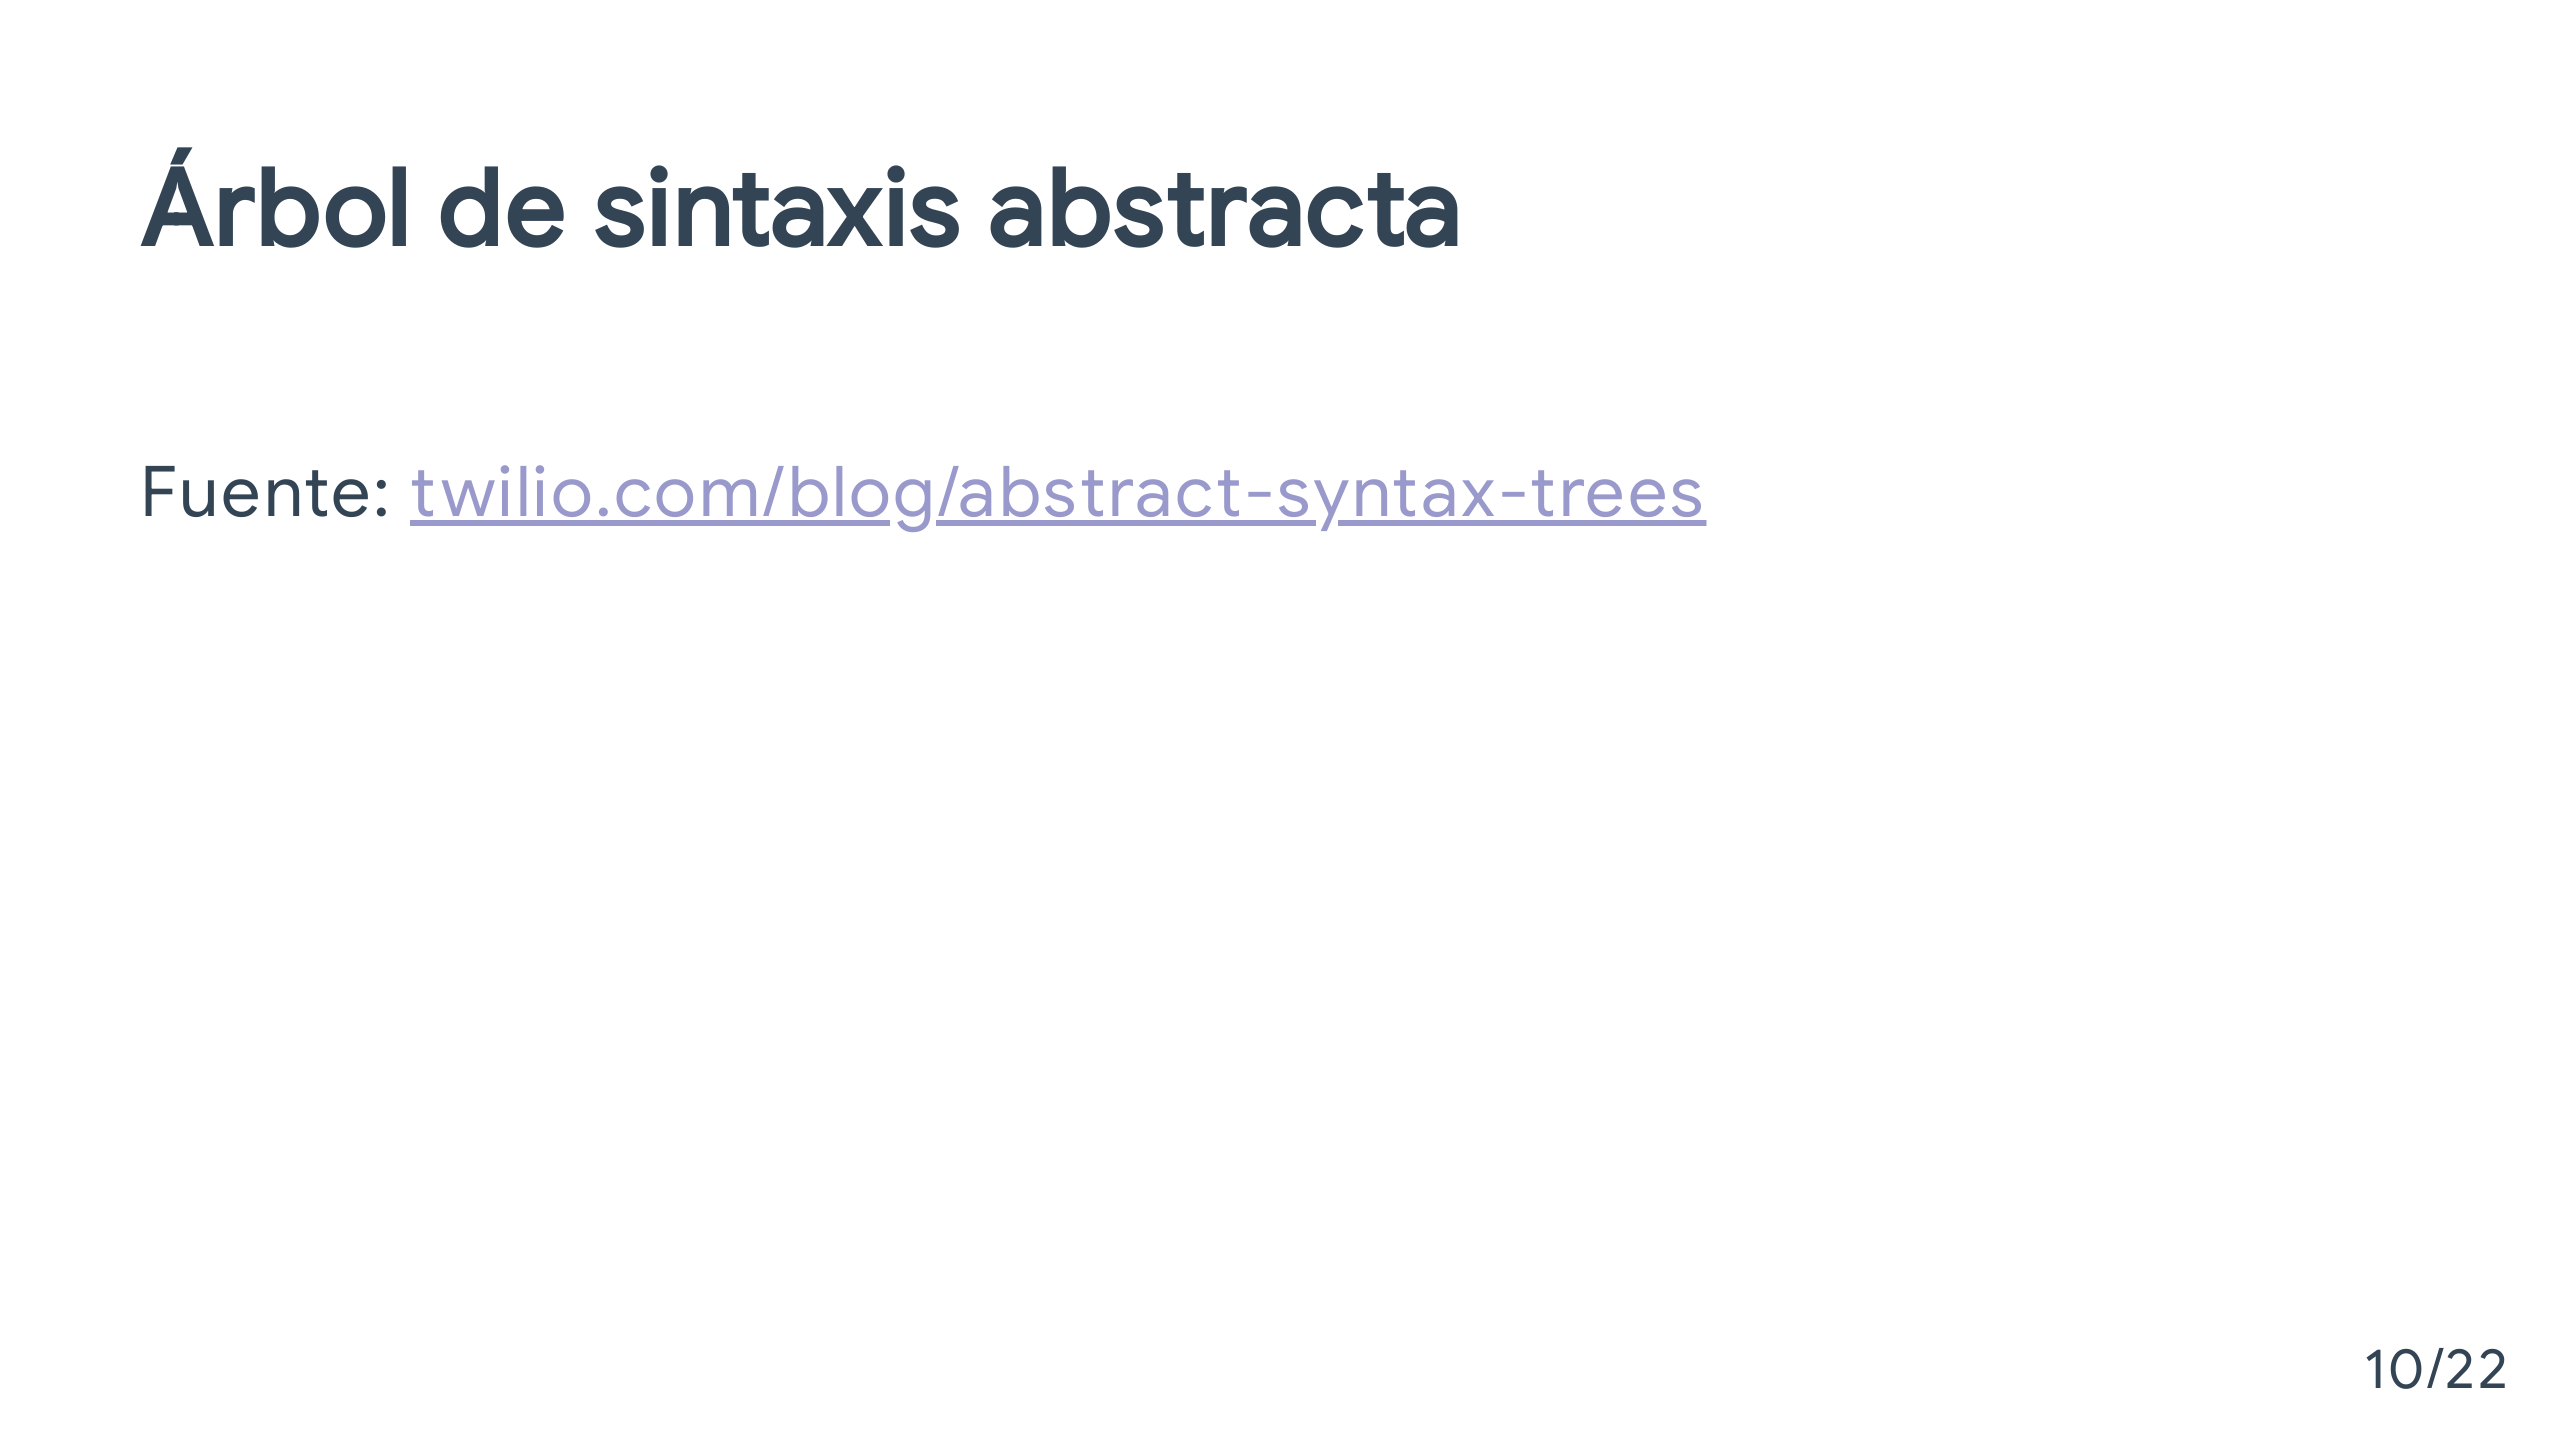 Árbol de sintaxis abstracta
Fuente: twilio.com/blog/abstract-syntax-trees
10/22